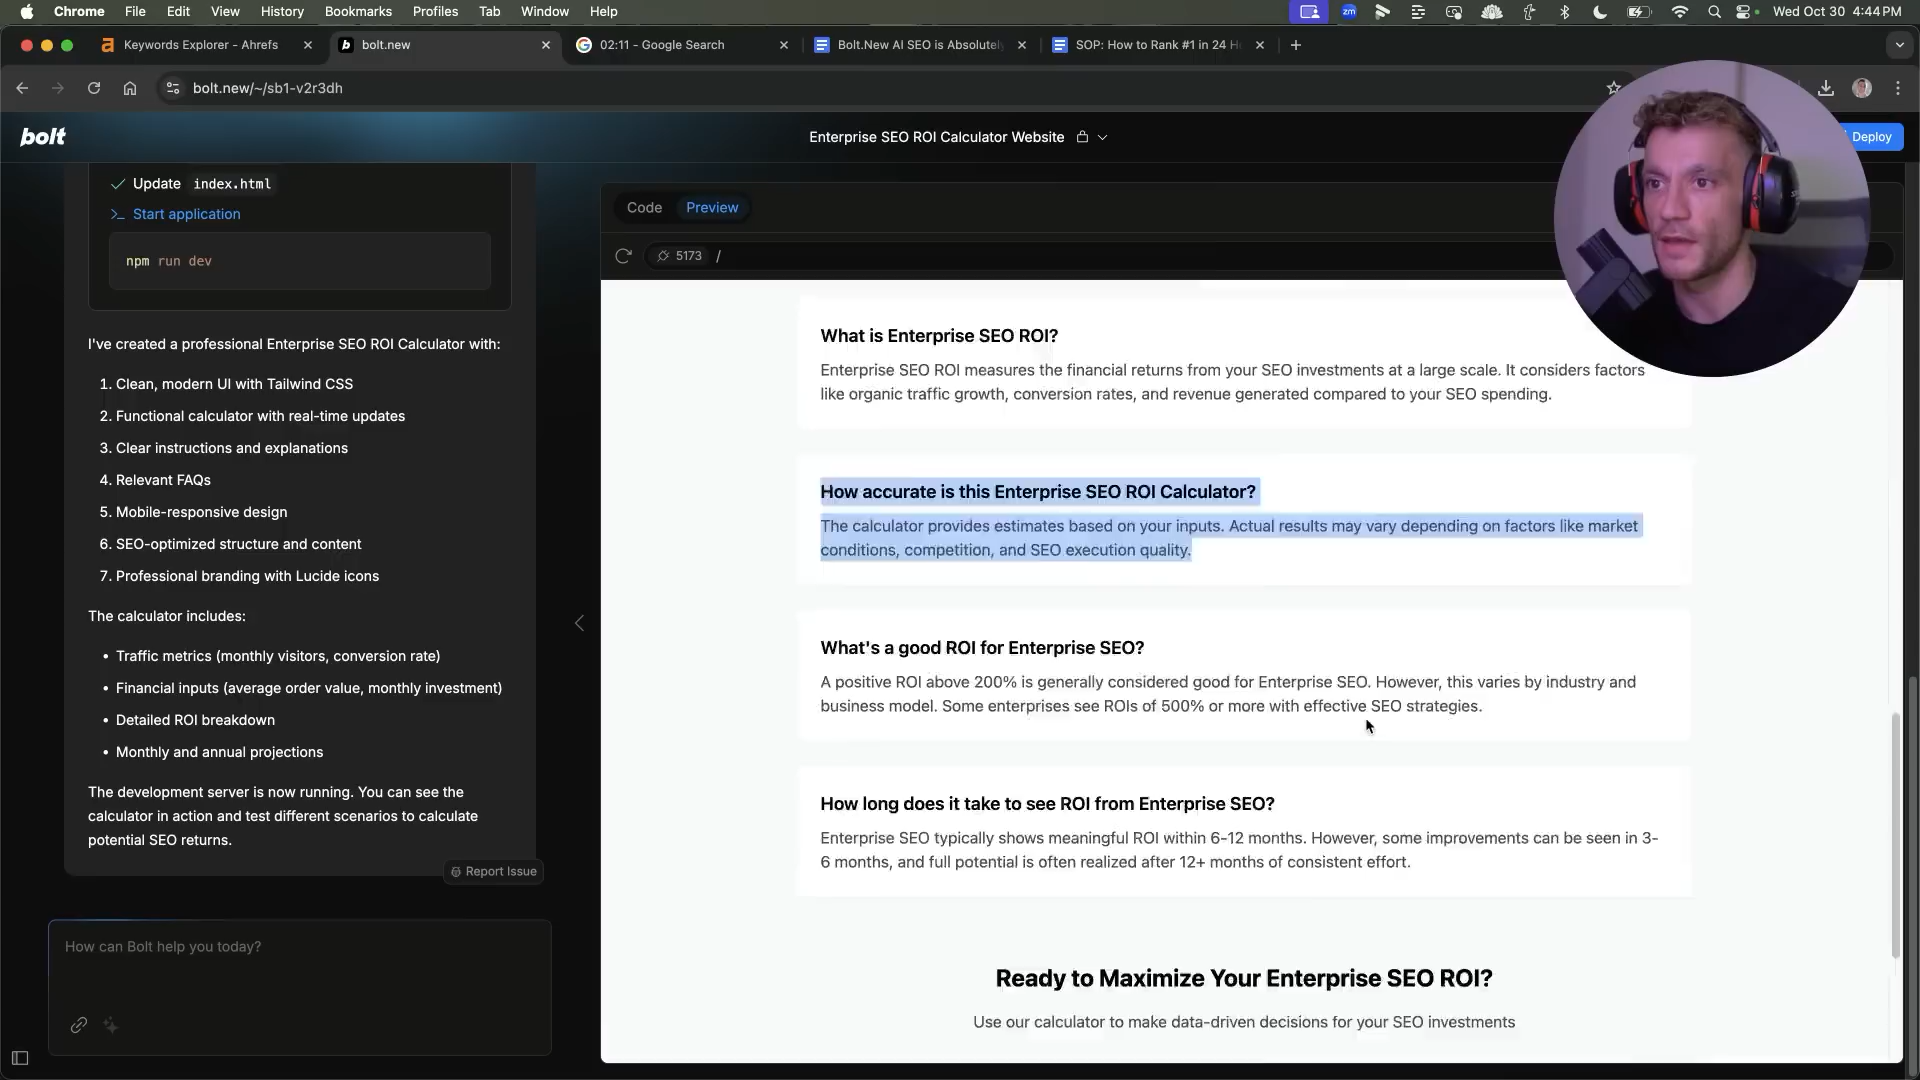 Chrome File Edit View History Bookmarks Profiles Tab Window Help
zm
Wed Oct 30 4:44 PM
Keywords Explorer - Ahrefs
bolt.new
02:11 - Google Search
Bolt.New AI SEO is Absolutel
SOP: How to Rank #1 in 24 H
bolt.new/~/sb1-v2r3dh
bolt
Enterprise SEO ROI Calculator Website
Deploy
Update index.html
Start application
npm run dev
I've created a professional Enterprise SEO ROI Calculator with:
1. Clean, modern UI with Tailwind CSS
2. Functional calculator with real-time updates
3. Clear instructions and explanations
4. Relevant FAQs
5. Mobile-responsive design
6. SEO-optimized structure and content
7. Professional branding with Lucide icons
The calculator includes:
• Traffic metrics (monthly visitors, conversion rate)
• Financial inputs (average order value, monthly investment)
• Detailed ROI breakdown
• Monthly and annual projections
The development server is now running. You can see the
calculator in action and test different scenarios to calculate
potential SEO returns.
Report Issue
How can Bolt help you today?
Code Preview
5173 /
What is Enterprise SEO ROI?
Enterprise SEO ROI measures the financial returns from your SEO investments at a large scale. It considers factors
like organic traffic growth, conversion rates, and revenue generated compared to your SEO spending.
How accurate is this Enterprise SEO ROI Calculator?
The calculator provides estimates based on your inputs. Actual results may vary depending on factors like market
conditions, competition, and SEO execution quality.
What's a good ROI for Enterprise SEO?
A positive ROI above 200% is generally considered good for Enterprise SEO. However, this varies by industry and
business model. Some enterprises see ROIs of 500% or more with effective SEO strategies.
How long does it take to see ROI from Enterprise SEO?
Enterprise SEO typically shows meaningful ROI within 6-12 months. However, some improvements can be seen in 3-
6 months, and full potential is often realized after 12+ months of consistent effort.
Ready to Maximize Your Enterprise SEO ROI?
Use our calculator to make data-driven decisions for your SEO investments